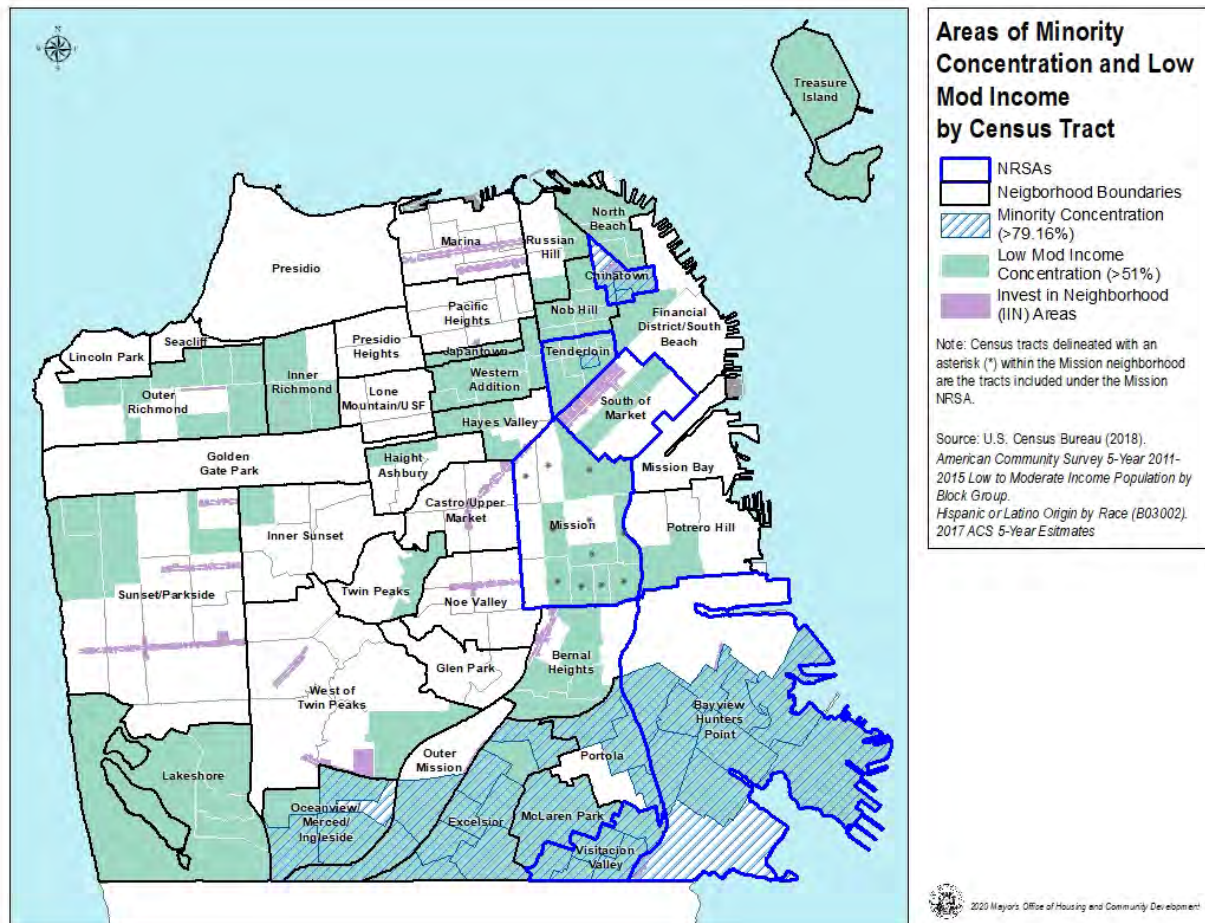 Areas of Minority
Concentration and Low
Mod Income
by Census Tract
NRSAs
Neigborhood Boundaries
Minority Concentration
(>79.16%)
Low Mod Income
Concentration (>51%)
Invest in Neighborhood
(IIN) Areas
Note: Census tracts delineated with an
asterisk (*) within the Mission neighborhood
are the tracts included under the Mission
NRSA.
Source: U.S. Census Bureau (2018).
American Community Survey 5-Year 2011-
2015 Low to Moderate Income Population by
Block Group.
Hispanic or Latino Origin by Race (B03002).
2017 ACS 5-Year Esitmates
2020 Mayor's Office of Housing and Community Development
N
Treasure
Island
North
Beach
Marina
Russian
Hill
Presidio
Chinatown
Pacific
Heights
Nob Hill
Financial
District/South
Beach
Seacliff
Lincoln Park
Presidio
Heights
Japantown
Tenderloin
Inner
Richmond
Western
Addition
Outer
Richmond
Lone
Mountain/USF
South of
Market
Hayes Valley
Golden
Gate Park
Haight
Ashbury
Mission Bay
Castro/Upper
Market
Mission
Potrero Hill
Inner Sunset
Sunset/Parkside
Twin Peaks
Noe Valley
Bernal
Heights
Glen Park
West of
Twin Peaks
Bayview
Hunters
Point
Outer
Mission
Portola
Lakeshore
Oceanview/
Merced/
Ingleside
Excelsior
McLaren Park
Visitacion
Valley